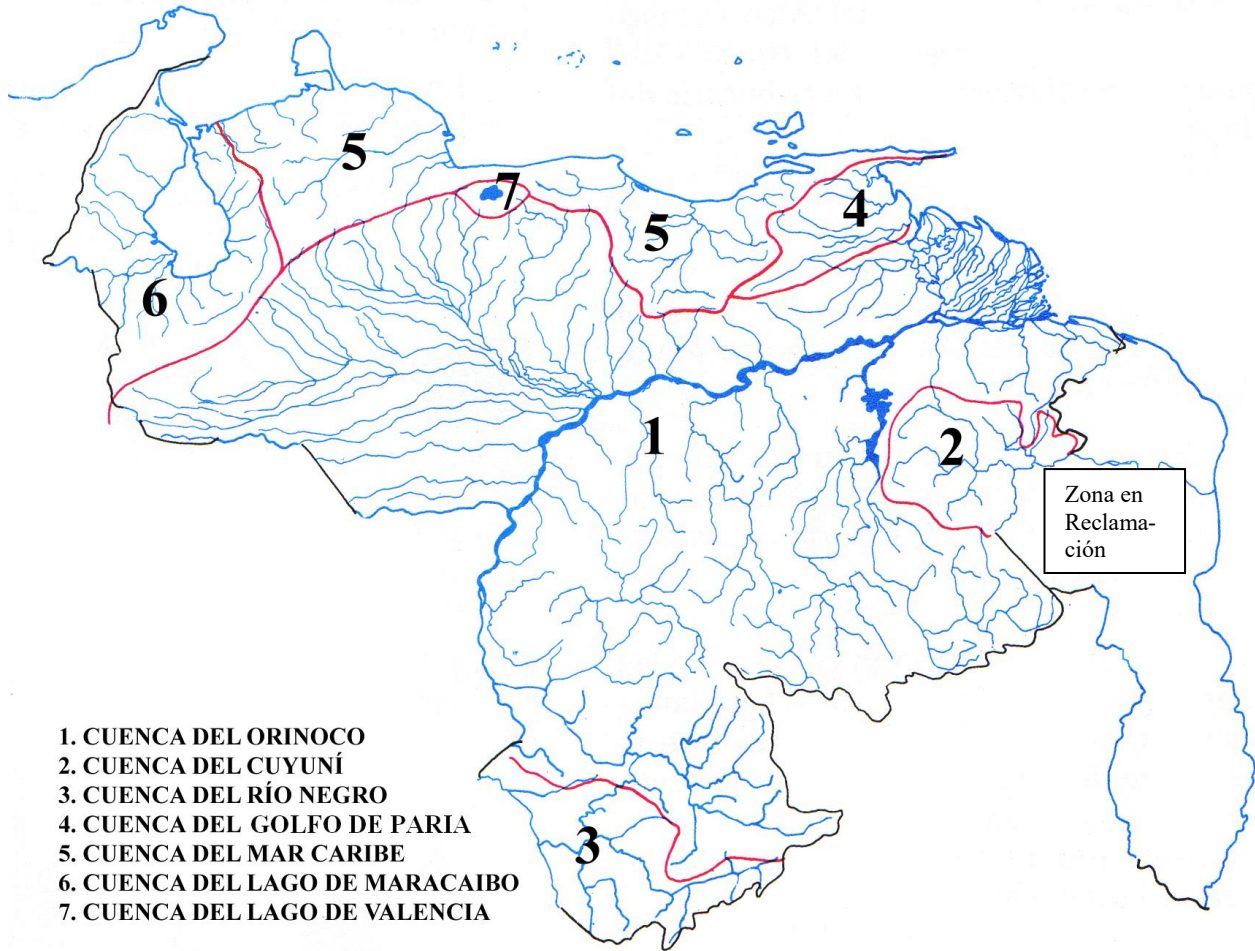 5
7
4
5
6
1
2
Zona en
Reclama-
ción
3
1. CUENCA DEL ORINOCO
2. CUENCA DEL CUYUNÍ
3. CUENCA DEL RÍO NEGRO
4. CUENCA DEL GOLFO DE PARIA
5. CUENCA DEL MAR CARIBE
6. CUENCA DEL LAGO DE MARACAIBO
7. CUENCA DEL LAGO DE VALENCIA